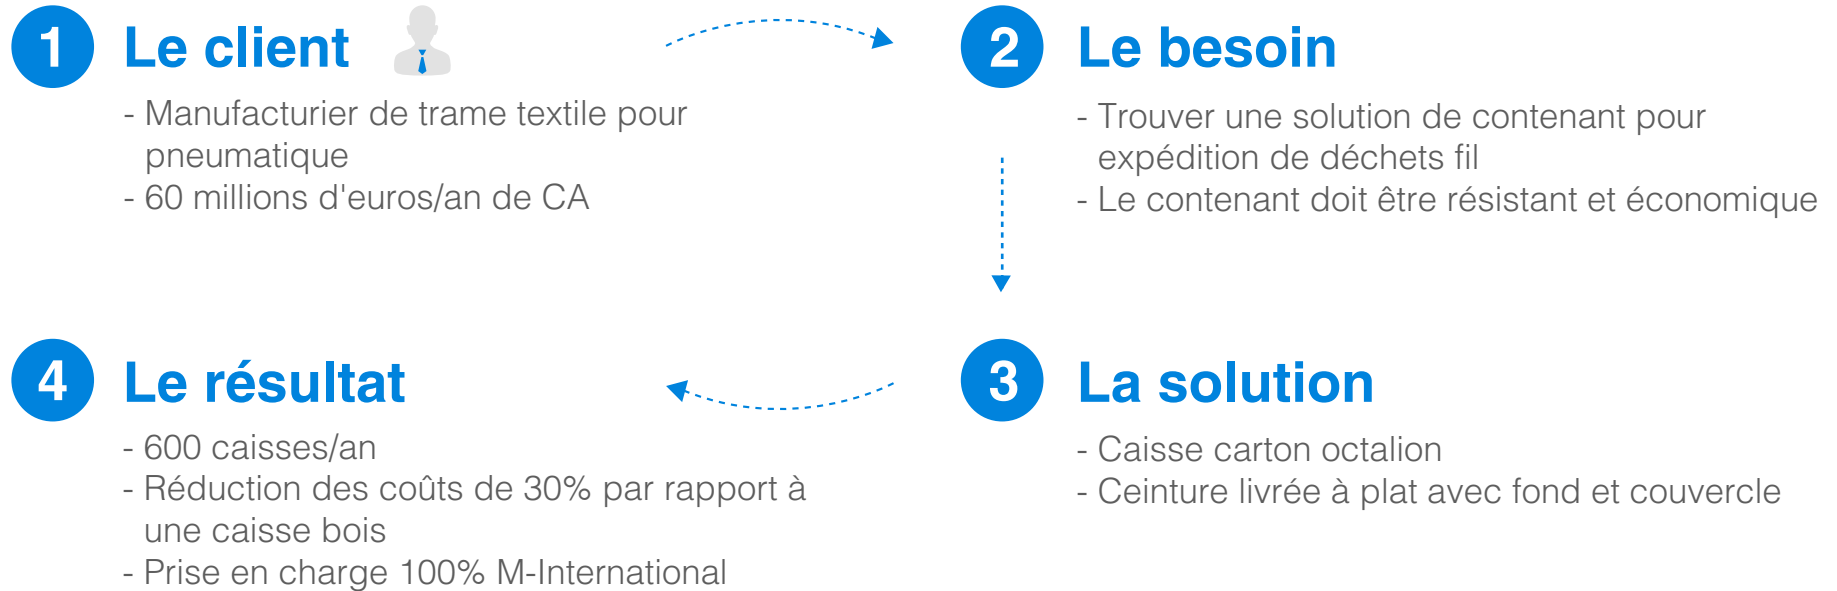 1 Le client
- Manufacturier de trame textile pour
pneumatique
- 60 millions d'euros/an de CA
2 Le besoin
- Trouver une solution de contenant pour
expédition de déchets fil
- Le contenant doit être résistant et économique
3 La solution
- Caisse carton octalion
- Ceinture livrée à plat avec fond et couvercle
4 Le résultat
- 600 caisses/an
- Réduction des coûts de 30% par rapport à
une caisse bois
- Prise en charge 100% M-International